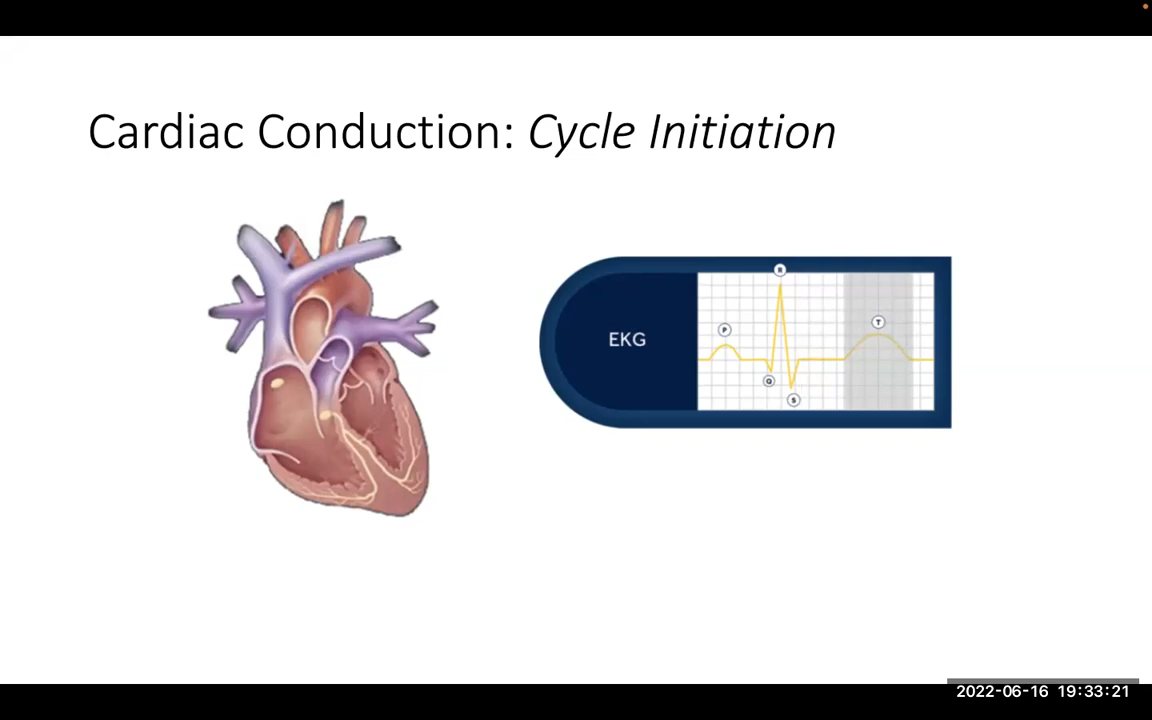 Cardiac Conduction: Cycle Initiation
EKG
P
R
Q
S
T
2022-06-16 19:33:21